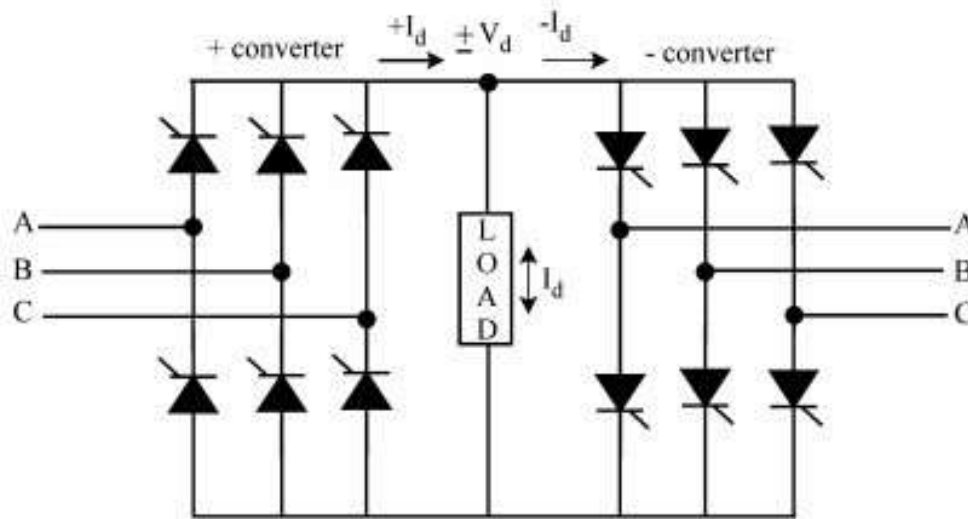 + converter
+I_d
± V_d
-I_d
- converter
A
B
C
L
O
A
D
I_d
A
B
C